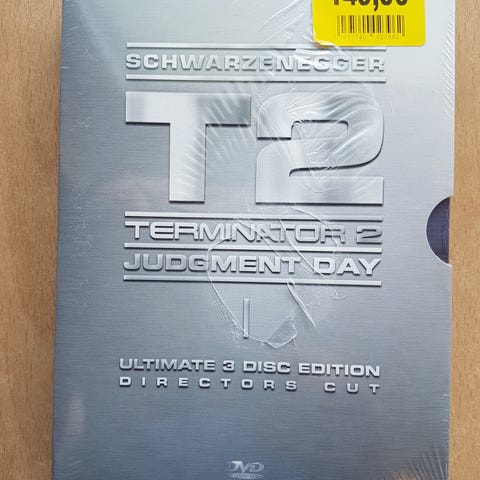 SCHWARZENEGGER
T2
TERMINATOR 2
JUDGMENT DAY
ULTIMATE 3 DISC EDITION
DIRECTORS CUT
DVD